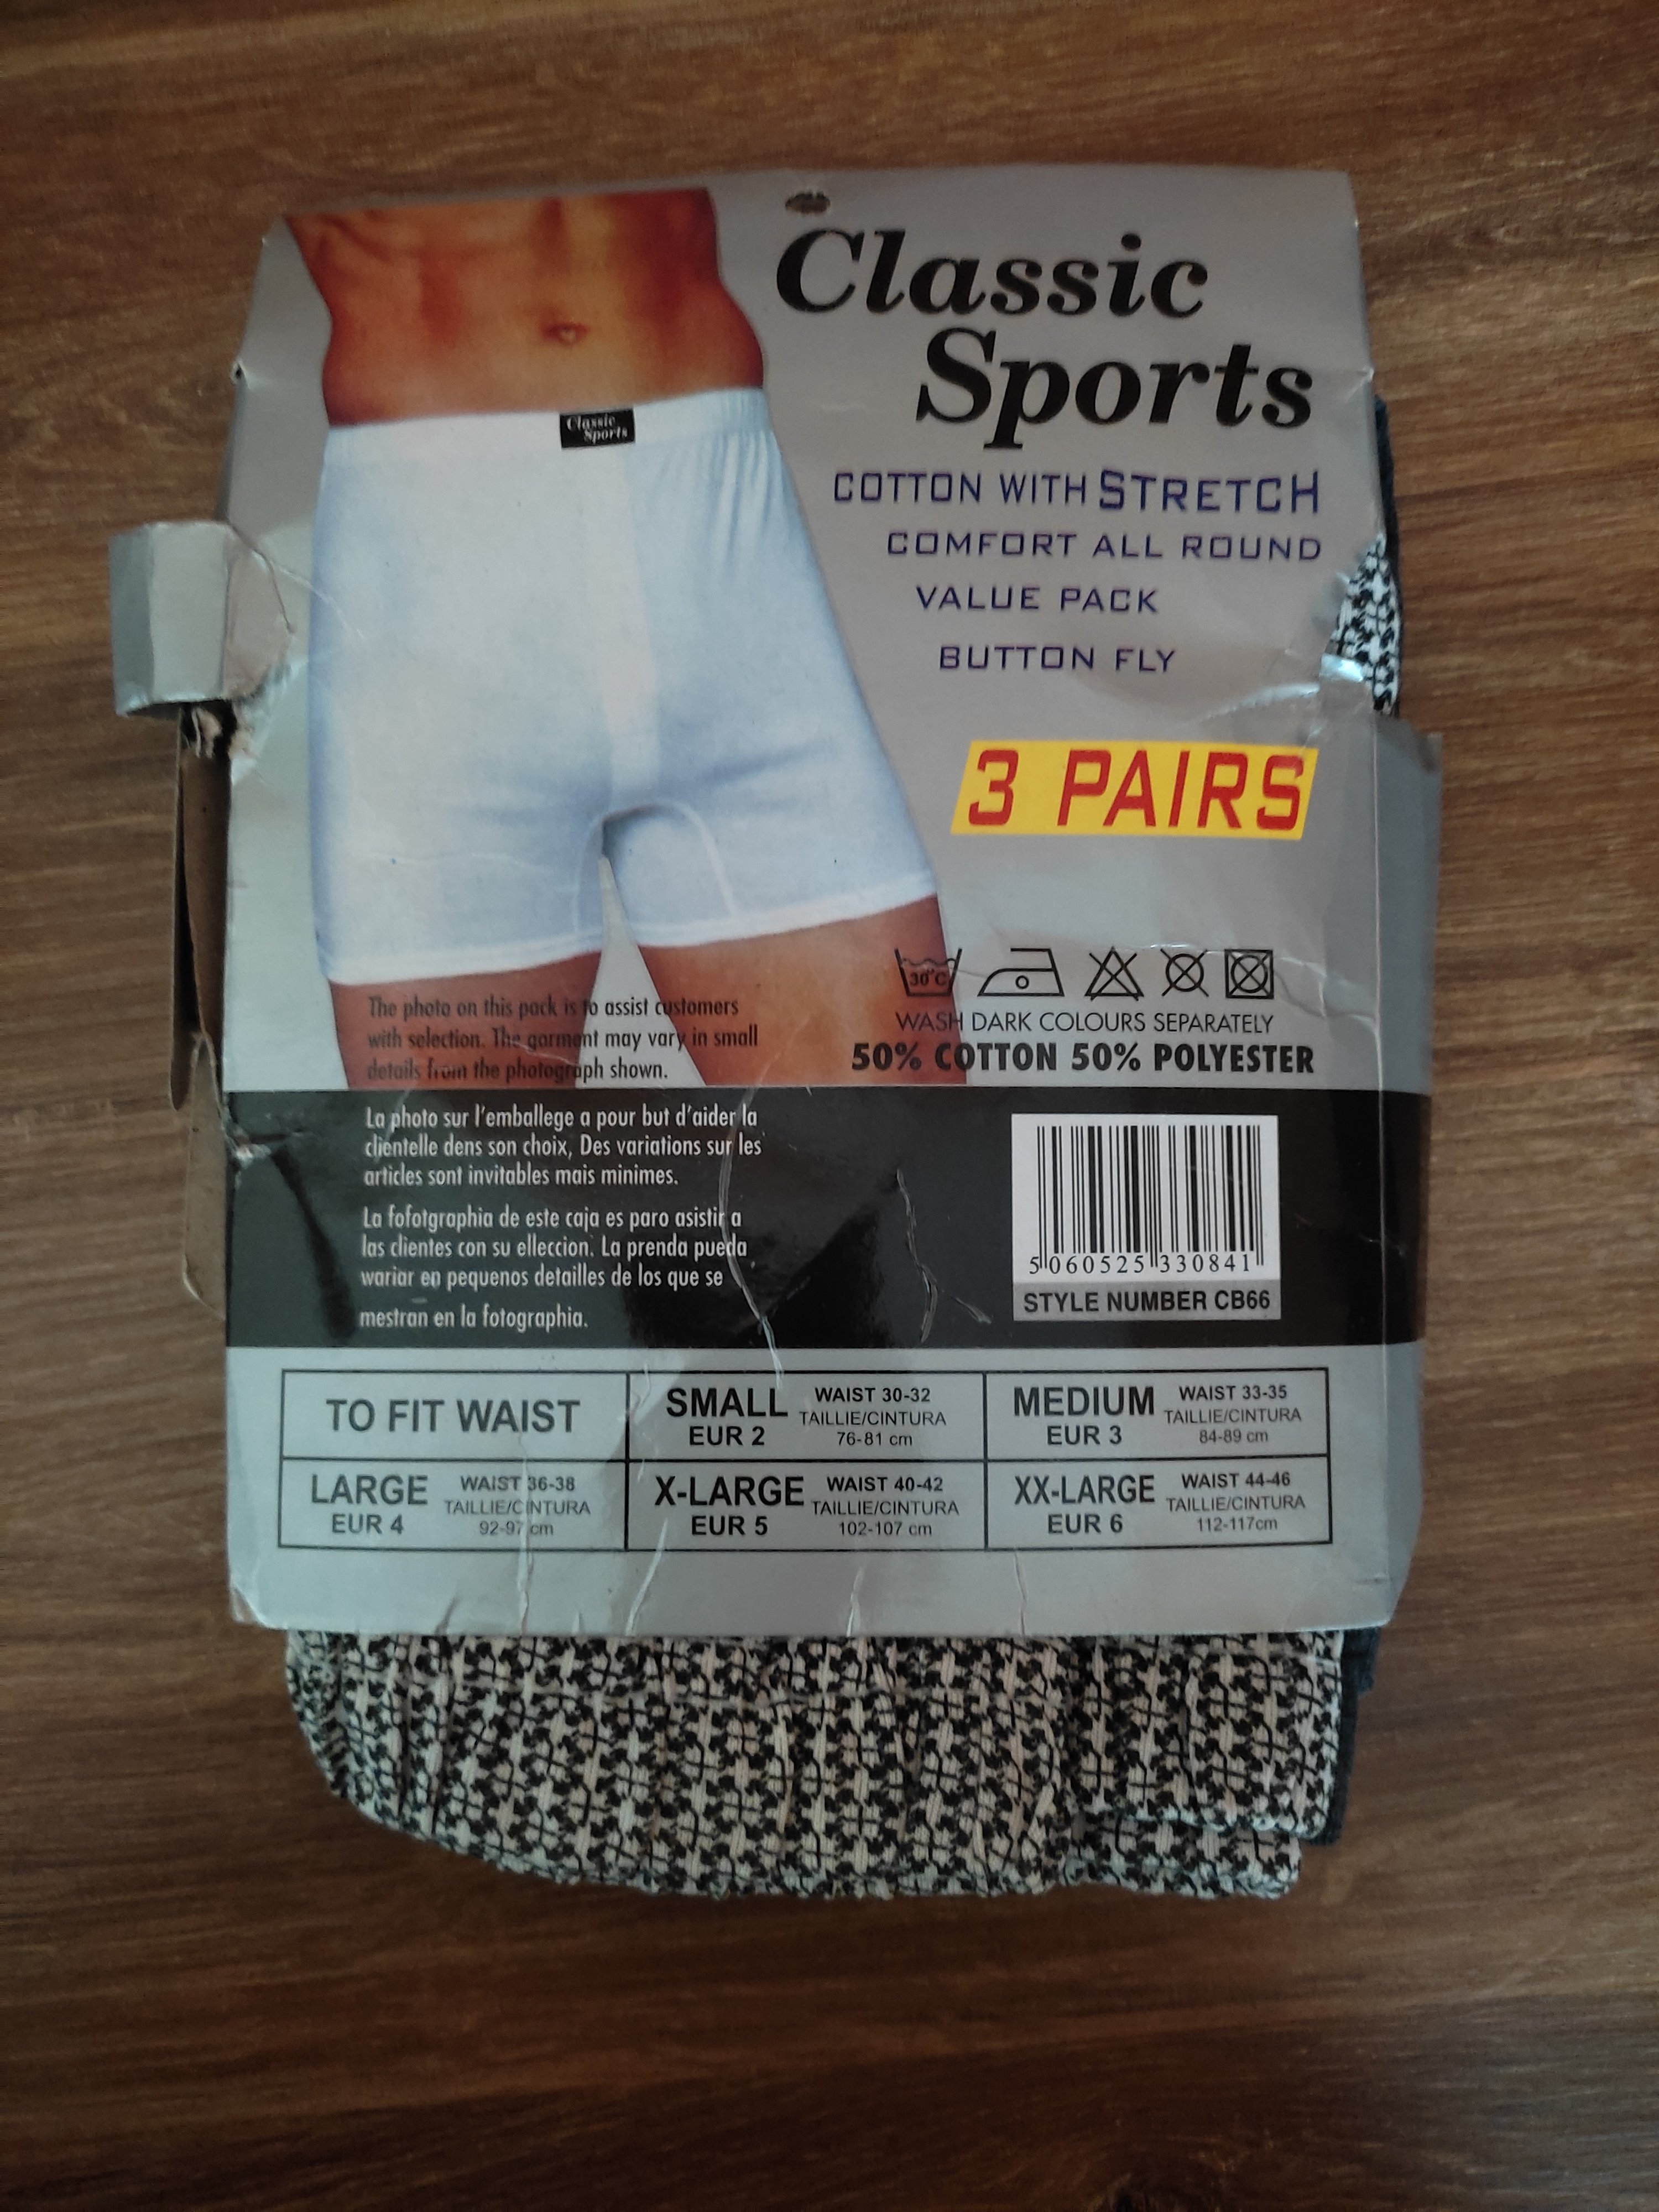 Classic
Sports
Classic
Sports
COTTON WITH STRETCH
COMFORT ALL ROUND
VALUE PACK
BUTTON FLY
3 PAIRS
30°C
WASH DARK COLOURS SEPARATELY
50% COTTON 50% POLYESTER
The photo on this pack is to assist customers
with selection. The garment may vary in small
details from the photograph shown.
La photo sur l'emballege a pour but d'aider la
clientelle dens son choix, Des variations sur les
articles sont invitables mais minimes.
La fofotgraphia de este caja es paro asistir a
las clientes con su elleccion. La prenda pueda
wariar en pequenos detailles de los que se
mestran en la fotographia.
5 060525 330841
STYLE NUMBER CB66
TO FIT WAIST
SMALL WAIST 30-32
TAILLIE/CINTURA
EUR 2 76-81 cm
MEDIUM WAIST 33-35
TAILLIE/CINTURA
EUR 3 84-89 cm
LARGE WAIST 36-38
TAILLIE/CINTURA
EUR 4 92-97 cm
X-LARGE WAIST 40-42
TAILLIE/CINTURA
EUR 5 102-107 cm
XX-LARGE WAIST 44-46
TAILLIE/CINTURA
EUR 6 112-117cm